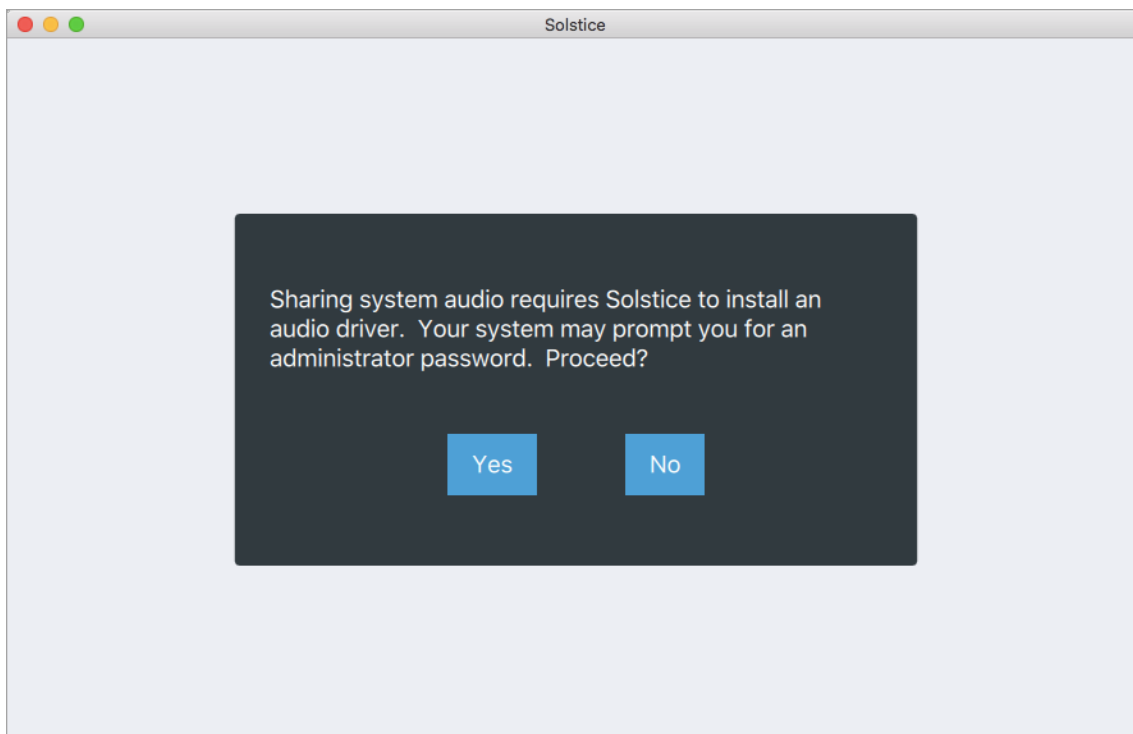 Solstice
Sharing system audio requires Solstice to install an
audio driver.  Your system may prompt you for an
administrator password.  Proceed?
Yes
No